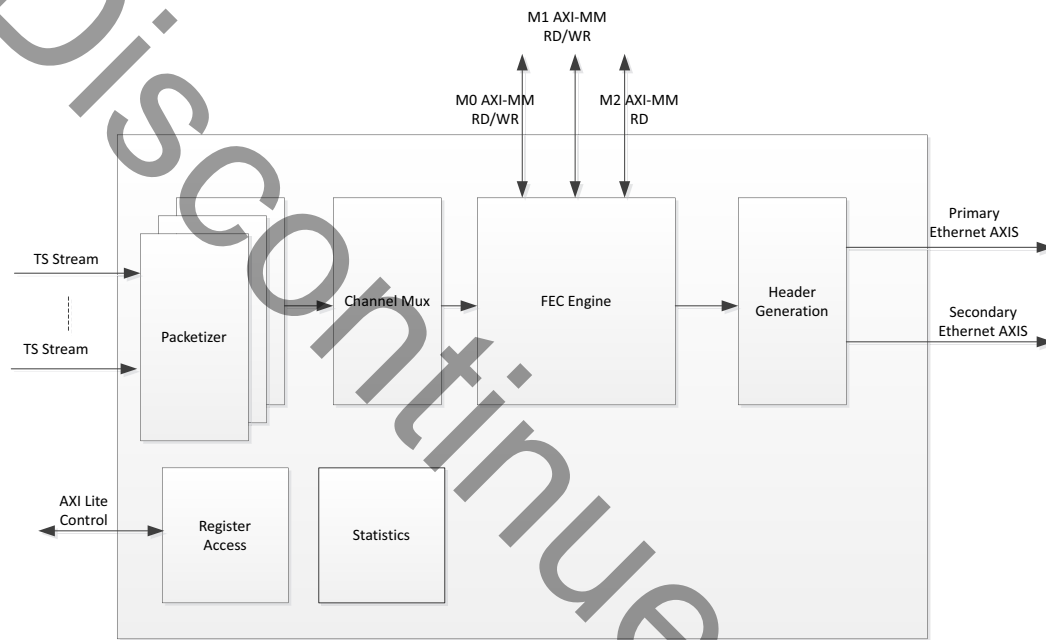 M1 AXI-MM
RD/WR
M0 AXI-MM
RD/WR
M2 AXI-MM
RD
TS Stream
TS Stream
Packetizer
Channel Mux
FEC Engine
Header
Generation
Primary
Ethernet AXIS
Secondary
Ethernet AXIS
AXI Lite
Control
Register
Access
Statistics
Discontinue